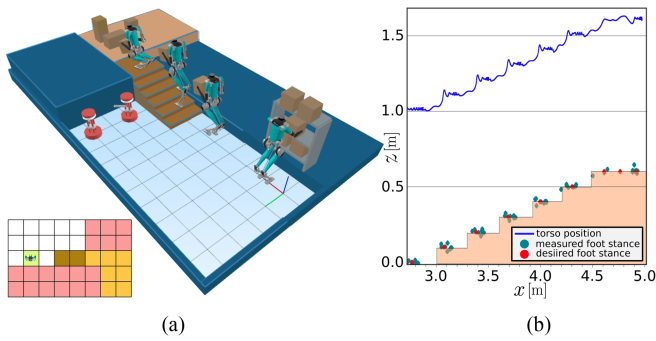 (a)
z [m]
1.5
1.0
0.5
0.0
torso position
measured foot stance
desiired foot stance
3.0 3.5 4.0 4.5 5.0
x [m]
(b)